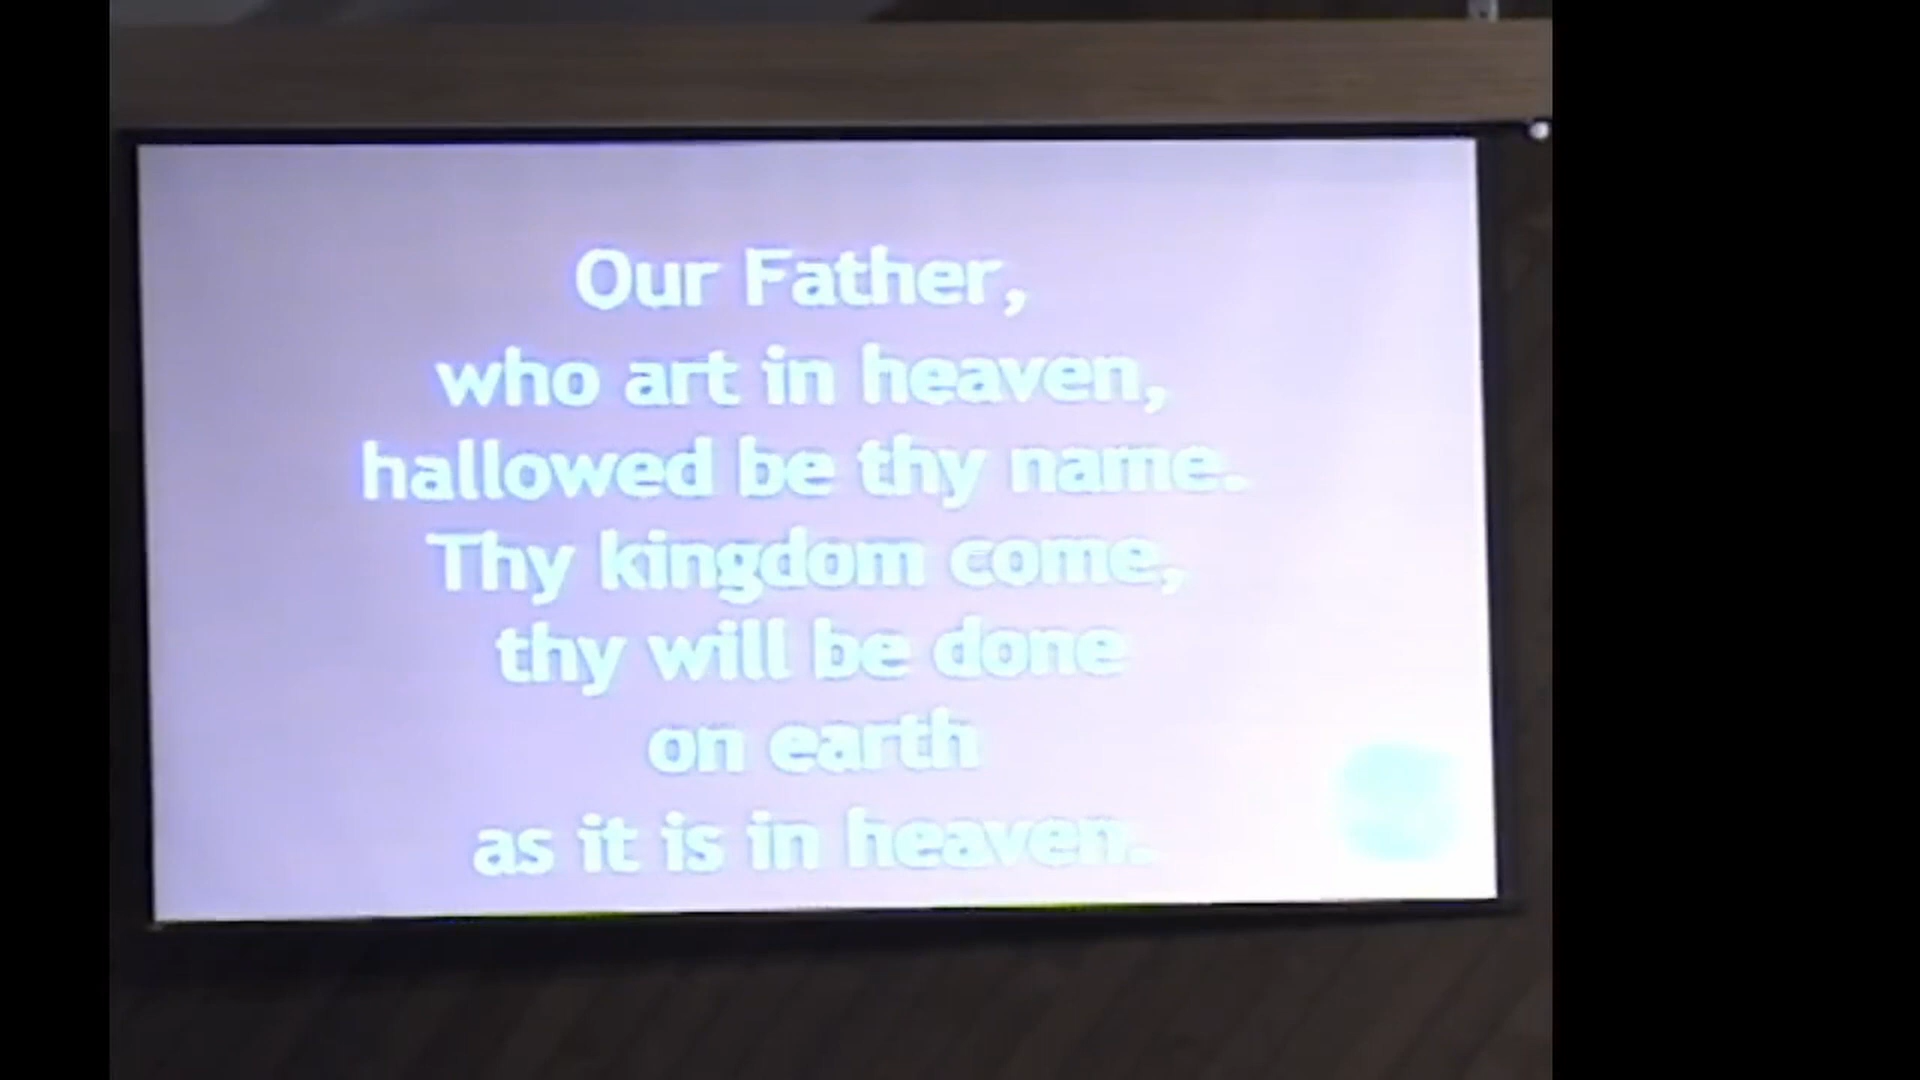 Our Father,
who art in heaven,
hallowed be thy name.
Thy kingdom come,
thy will be done
on earth
as it is in heaven.